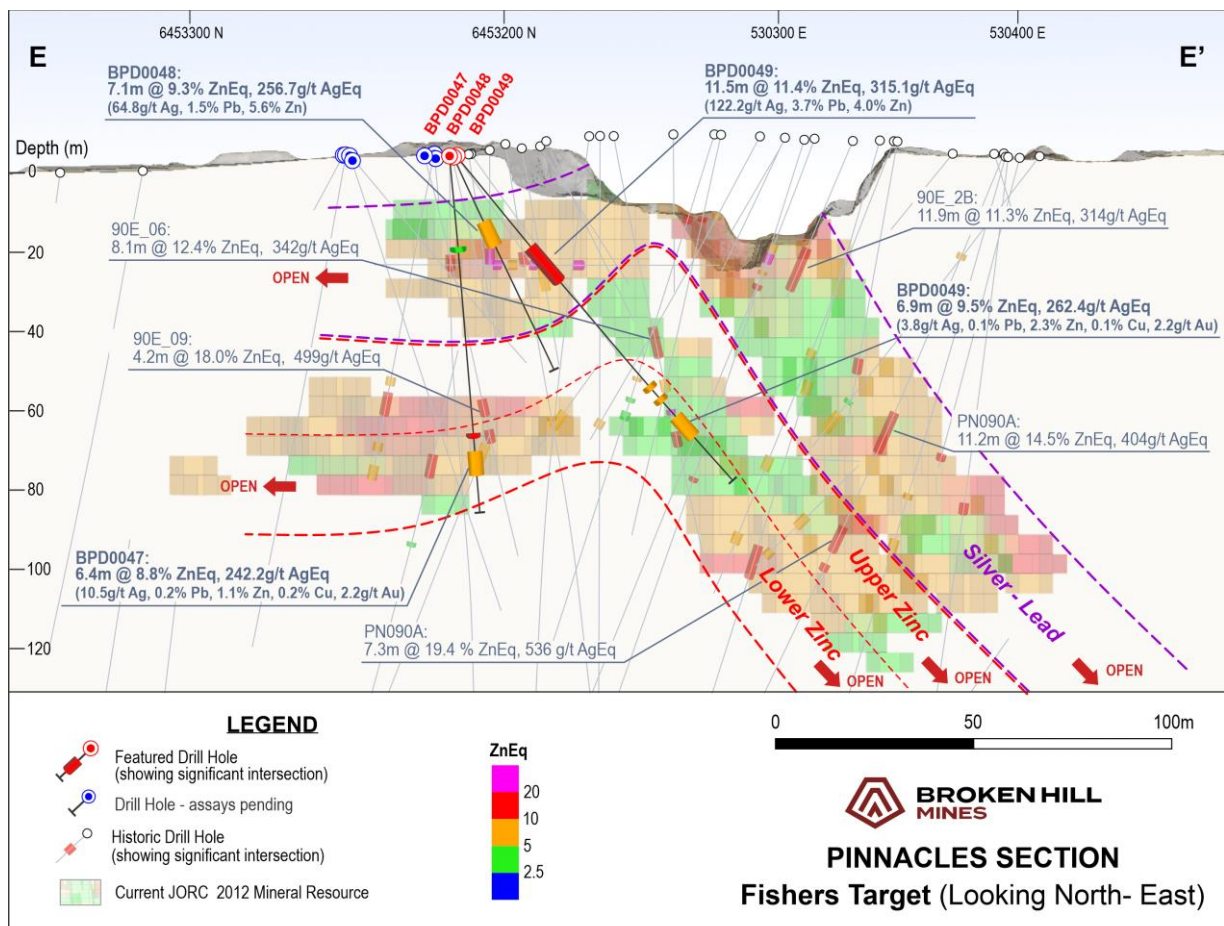 6453300 N
6453200 N
530300 E
530400 E
E
E'
BPD0048:
7.1m @ 9.3% ZnEq, 256.7g/t AgEq
(64.8g/t Ag, 1.5% Pb, 5.6% Zn)
BPD0047
BPD0048
BPD0049
BPD0049:
11.5m @ 11.4% ZnEq, 315.1g/t AgEq
(122.2g/t Ag, 3.7% Pb, 4.0% Zn)
Depth (m)
0
20
40
60
80
100
120
90E_06:
8.1m @ 12.4% ZnEq, 342g/t AgEq
OPEN
90E_09:
4.2m @ 18.0% ZnEq, 499g/t AgEq
OPEN
90E_2B:
11.9m @ 11.3% ZnEq, 314g/t AgEq
BPD0049:
6.9m @ 9.5% ZnEq, 262.4g/t AgEq
(3.8g/t Ag, 0.1% Pb, 2.3% Zn, 0.1% Cu, 2.2g/t Au)
PN090A:
11.2m @ 14.5% ZnEq, 404g/t AgEq
BPD0047:
6.4m @ 8.8% ZnEq, 242.2g/t AgEq
(10.5g/t Ag, 0.2% Pb, 1.1% Zn, 0.2% Cu, 2.2g/t Au)
PN090A:
7.3m @ 19.4 % ZnEq, 536 g/t AgEq
Lower Zinc
Upper Zinc
Silver - Lead
OPEN
OPEN
OPEN
LEGEND
Featured Drill Hole
(showing significant intersection)
Drill Hole - assays pending
Historic Drill Hole
(showing significant intersection)
Current JORC 2012 Mineral Resource
ZnEq
20
10
5
2.5
0
50
100m
BROKEN HILL
MINES
PINNACLES SECTION
Fishers Target (Looking North- East)